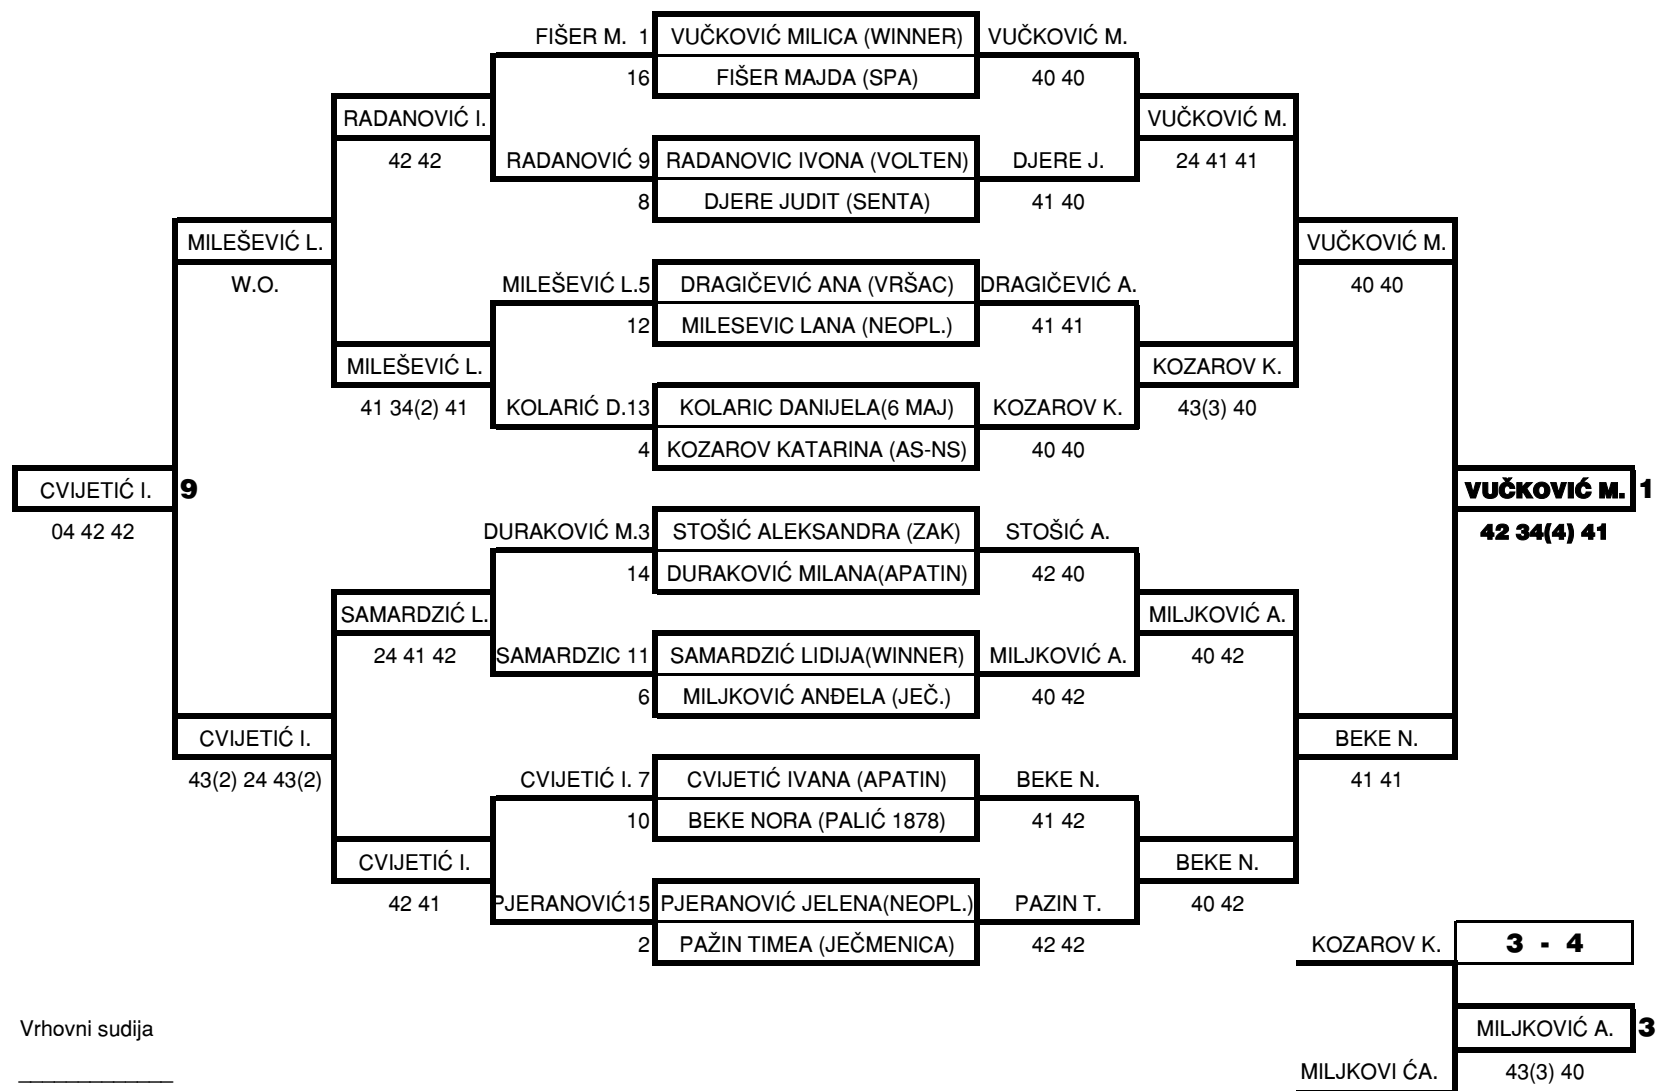 FIŠER M. 1 VUČKOVIĆ MILICA (WINNER) VUČKOVIĆ M.
16 FIŠER MAJDA (SPA) 40 40
RADANOVIĆ I. VUČKOVIĆ M.
42 42 RADANOVIĆ 9 RADANOVIC IVONA (VOLTEN) DJERE J. 24 41 41
8 DJERE JUDIT (SENTA) 41 40
MILEŠEVIĆ L. VUČKOVIĆ M.
W.O. MILEŠEVIĆ L.5 DRAGIČEVIĆ ANA (VRŠAC) DRAGIČEVIĆ A. 40 40
12 MILESEVIC LANA (NEOPL.) 41 41
MILEŠEVIĆ L. KOZAROV K.
41 34(2) 41 KOLARIĆ D.13 KOLARIC DANIJELA(6 MAJ) KOZAROV K. 43(3) 40
4 KOZAROV KATARINA (AS-NS) 40 40
CVIJETIĆ I. 9 VUČKOVIĆ M. 1
04 42 42 DURAKOVIĆ M.3 STOŠIĆ ALEKSANDRA (ZAK) STOŠIĆ A. 42 34(4) 41
14 DURAKOVIĆ MILANA(APATIN) 42 40
SAMARDZIĆ L. MILJKOVIĆ A.
24 41 42 SAMARDZIC 11 SAMARDZIĆ LIDIJA(WINNER) MILJKOVIĆ A. 40 42
6 MILJKOVIĆ ANĐELA (JEČ.) 40 42
CVIJETIĆ I. BEKE N.
43(2) 24 43(2) CVIJETIĆ I. 7 CVIJETIĆ IVANA (APATIN) BEKE N. 41 41
10 BEKE NORA (PALIĆ 1878) 41 42
CVIJETIĆ I. BEKE N.
42 41 PJERANOVIĆ15 PJERANOVIĆ JELENA(NEOPL.) PAZIN T. 40 42
2 PAŽIN TIMEA (JEČMENICA) 42 42 KOZAROV K. 3 - 4
Vrhovni sudija MILJKOVIĆ A. 3
______________ MILJKOVI ĆA. 43(3) 40